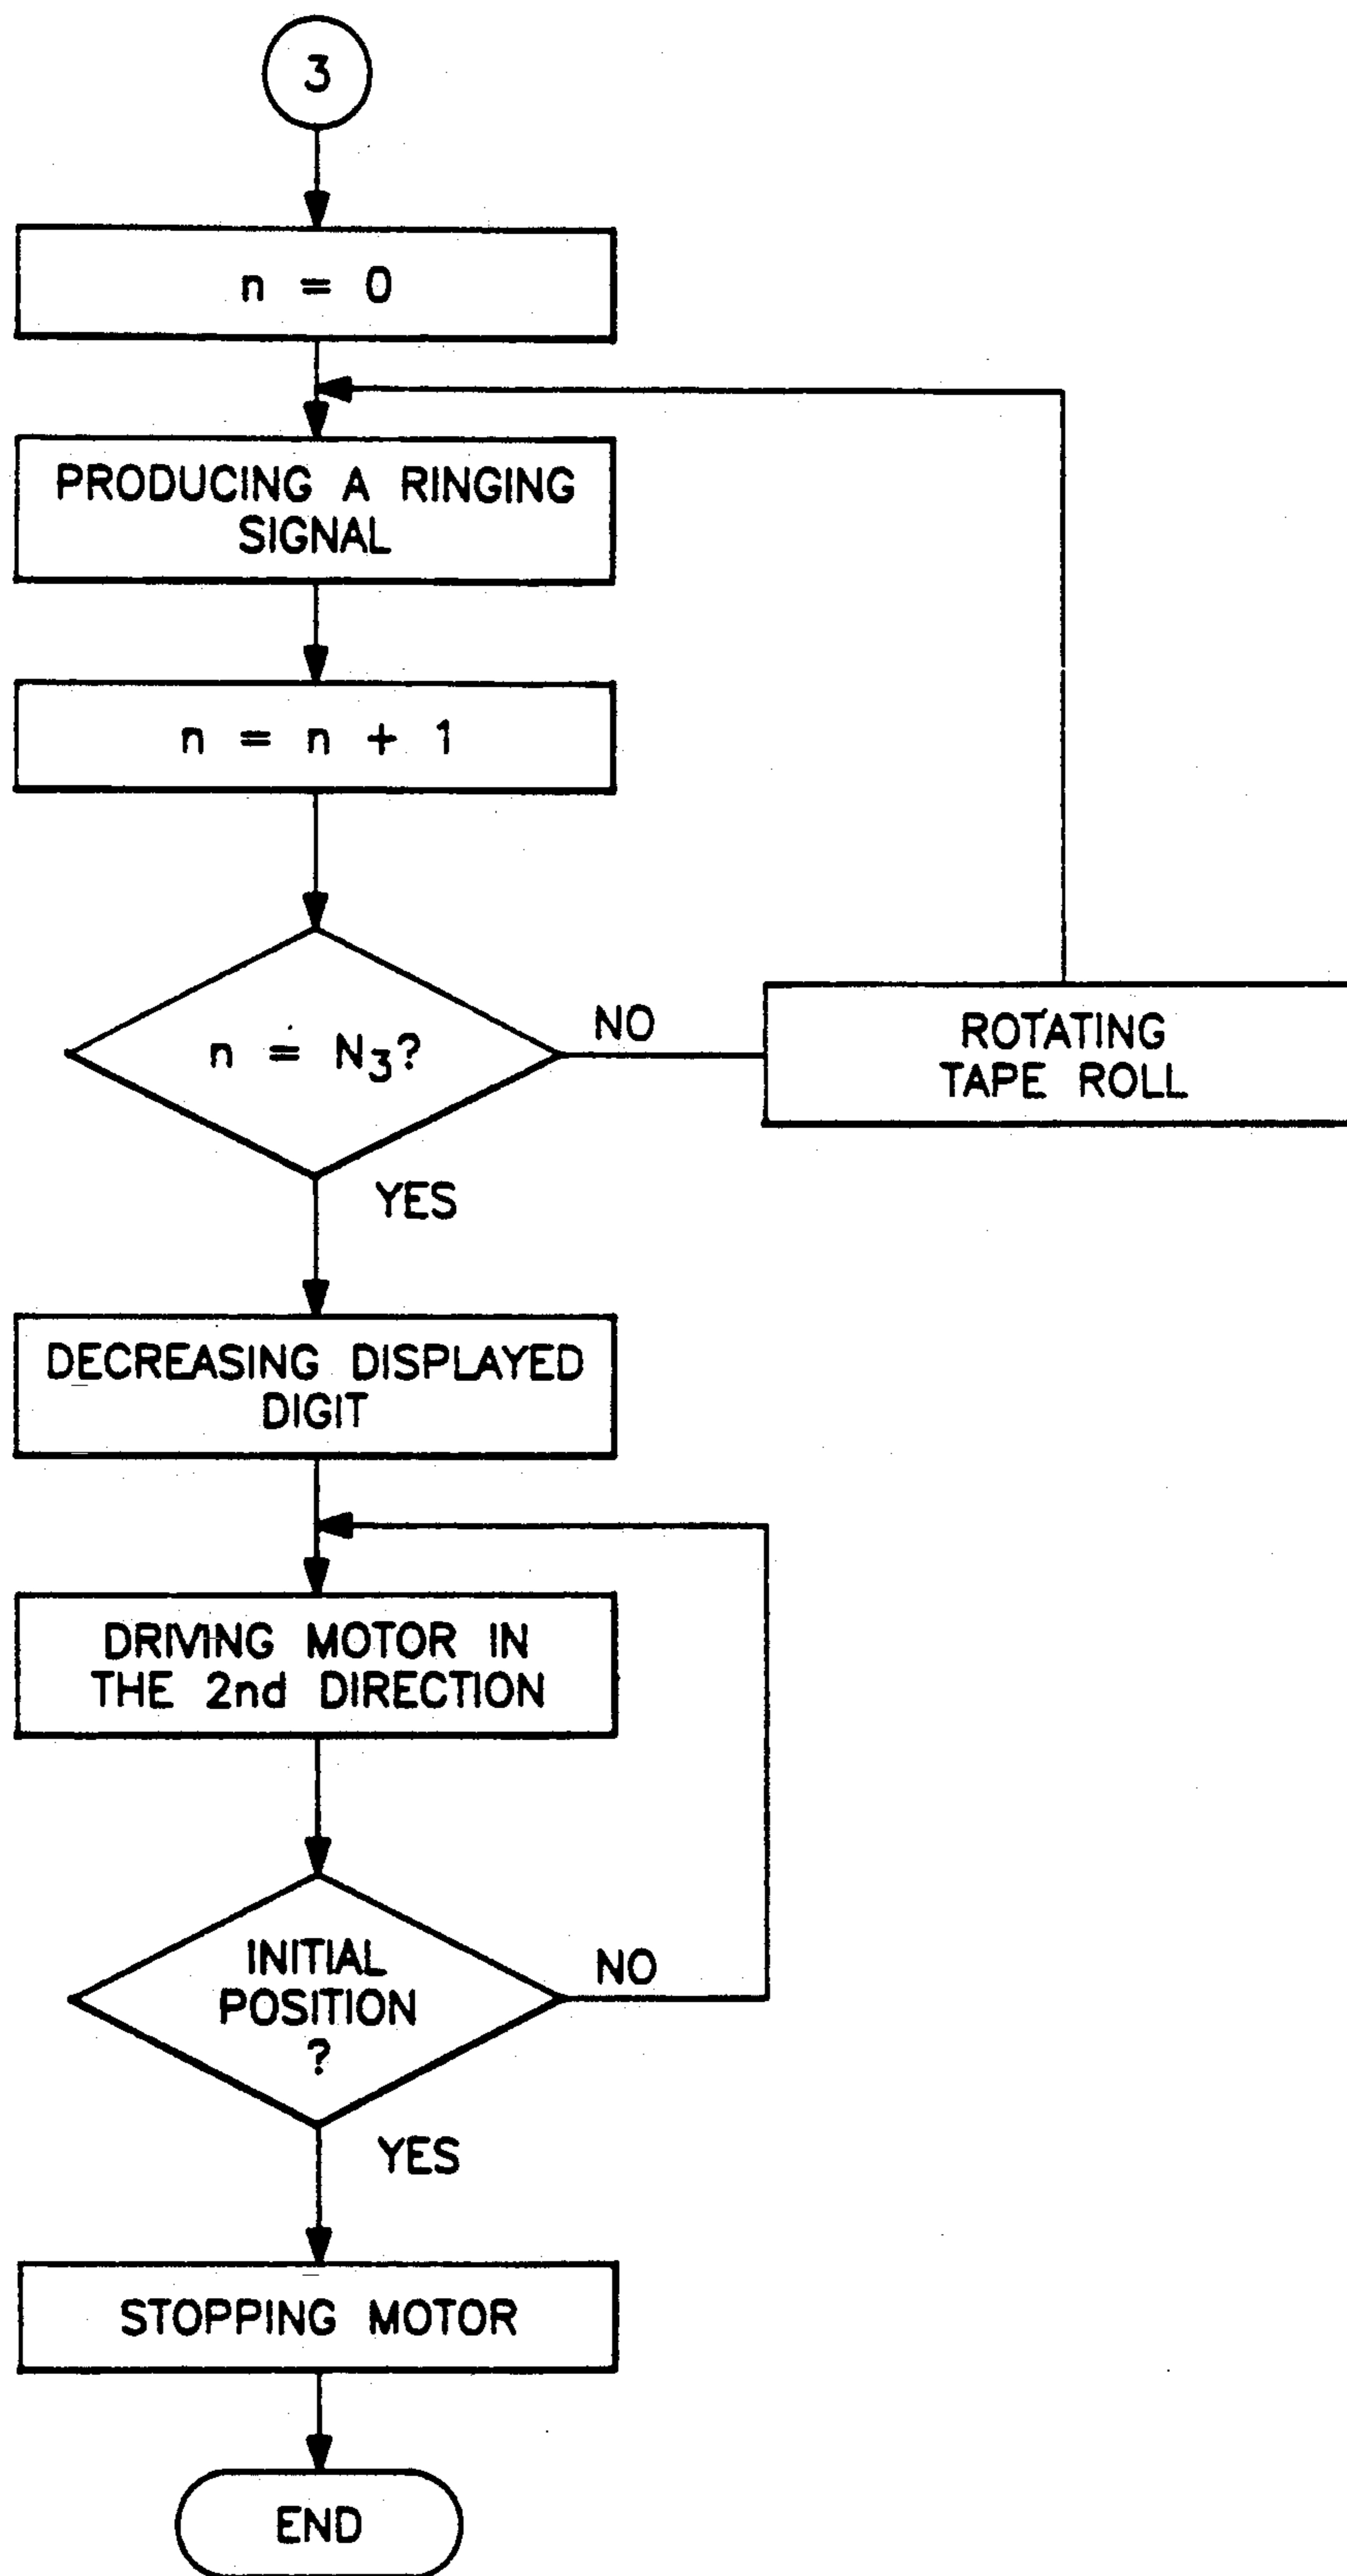 3
n = 0
PRODUCING A RINGING
SIGNAL
n = n + 1
n = N₃?
NO
ROTATING
TAPE ROLL
YES
DECREASING DISPLAYED
DIGIT
DRIVING MOTOR IN
THE 2nd DIRECTION
INITIAL
POSITION
?
NO
YES
STOPPING MOTOR
END